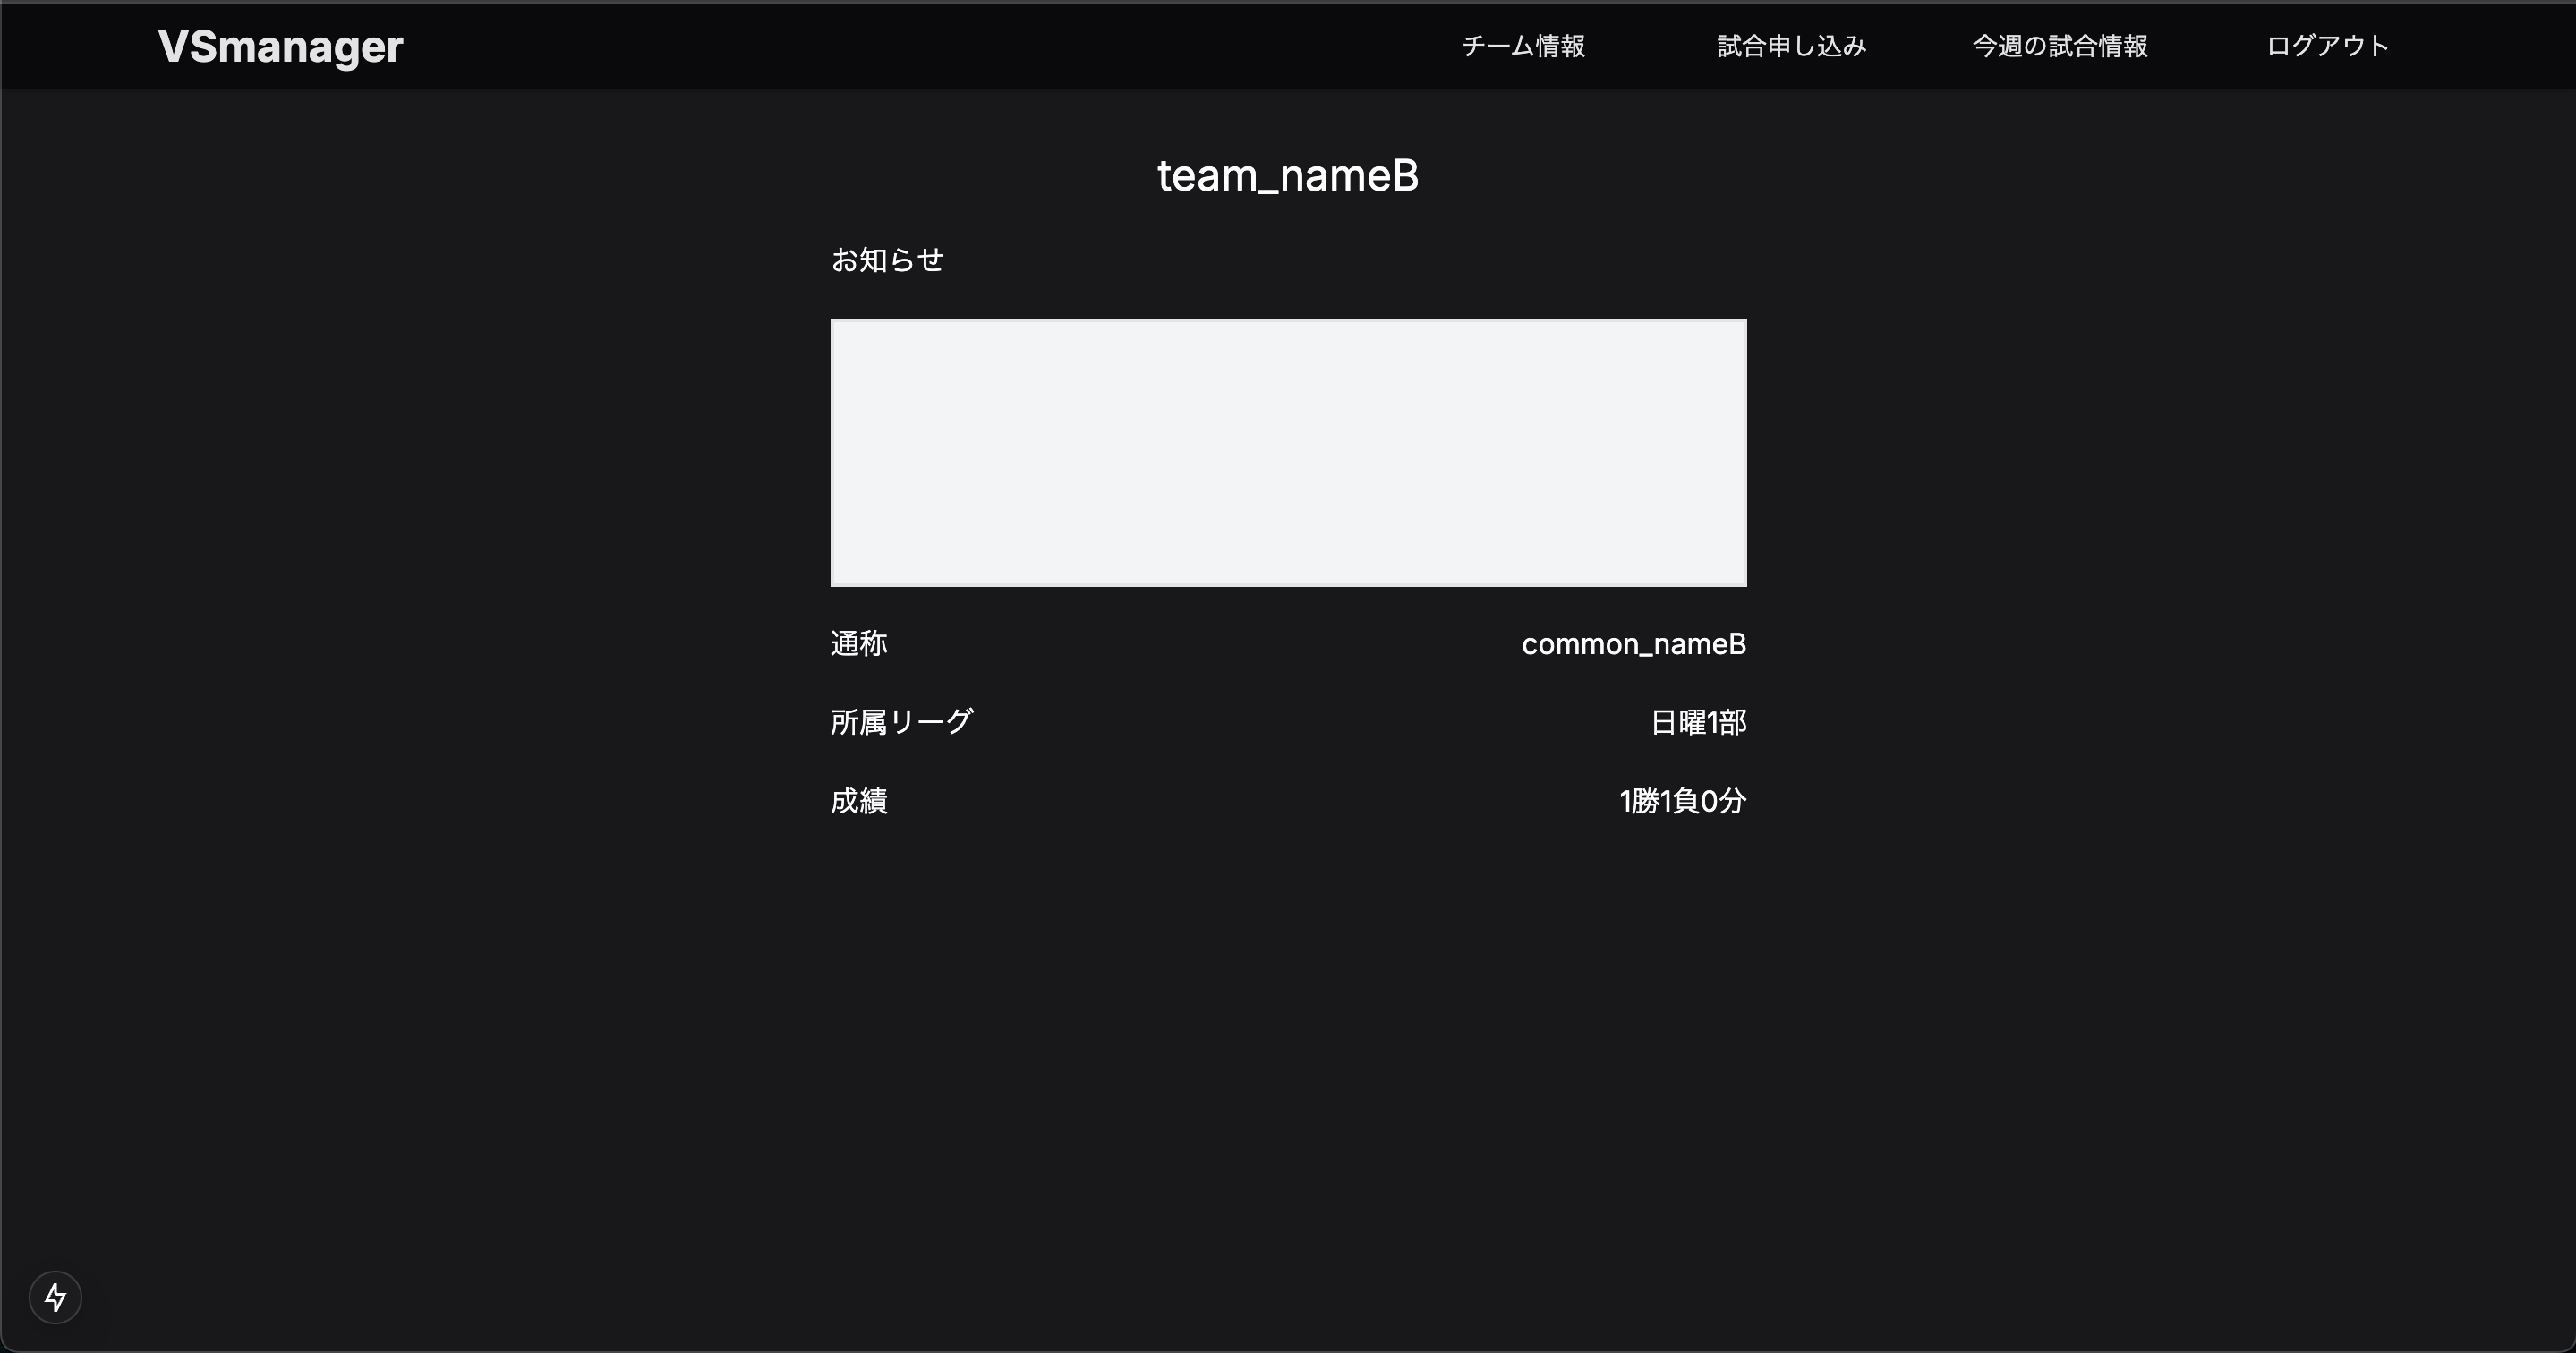 VSmanager チーム情報 試合申し込み 今週の試合情報 ログアウト
team_nameB
お知らせ
通称 common_nameB
所属リーグ 日曜1部
成績 1勝1負0分